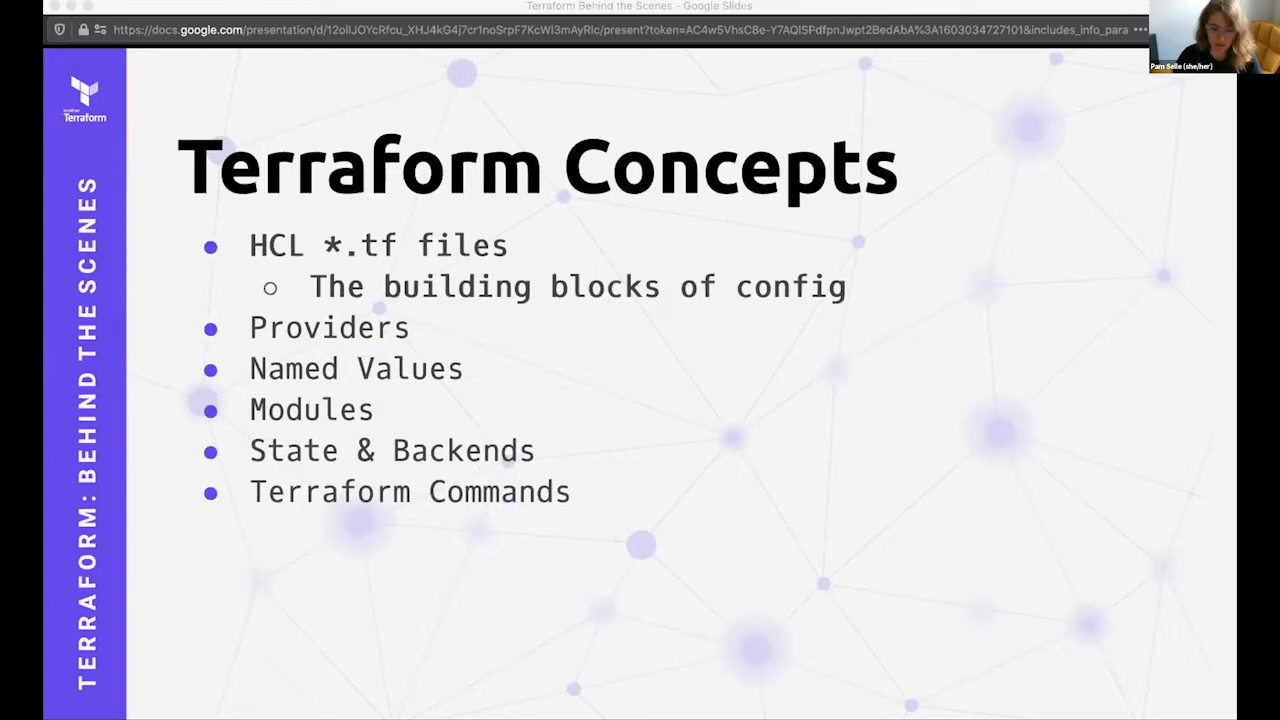 Terraform Behind the Scenes - Google Slides
https://docs.google.com/presentation/d/12ollJOYcRfcu_XHJ4kG4j7cr1noSrpF7KcWl3mAyRlc/present?token=AC4w5VhsC8e-Y7AQlSPdfpnJwpt2BedAbA%3A1603034727101&includes_info_para
Pam Selle (she/her)
Terraform
TERRAFORM: BEHIND THE SCENES
Terraform Concepts
HCL *.tf files
The building blocks of config
Providers
Named Values
Modules
State & Backends
Terraform Commands